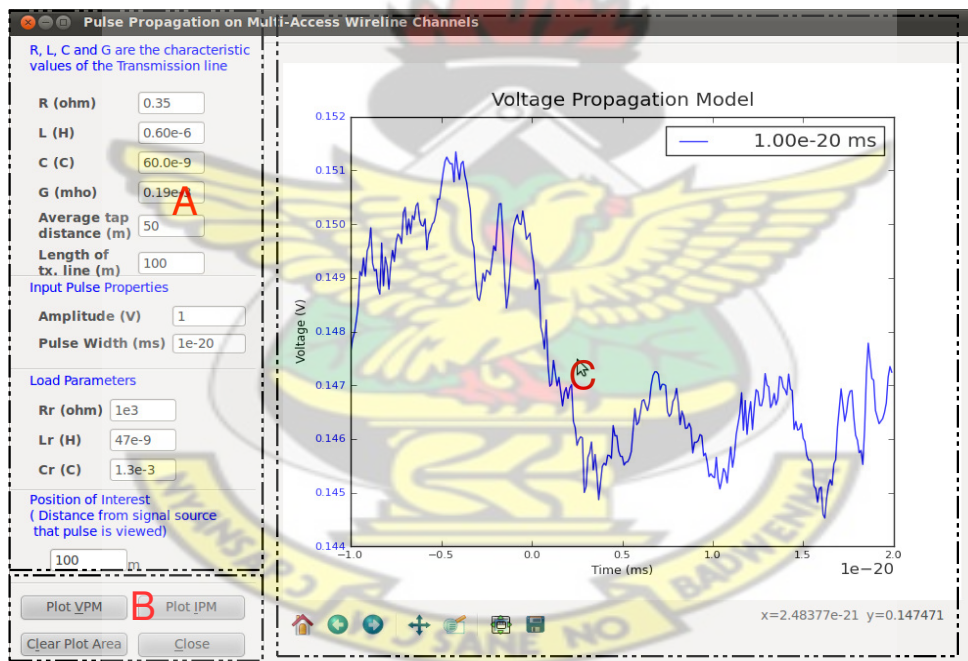 Pulse Propagation on Multi-Access Wireline Channels
R, L, C and G are the characteristic
values of the Transmission line
R (ohm) 0.35
L (H) 0.60e-6
C (C) 60.0e-9
G (mho) 0.19e-
A
Average tap
distance (m) 50
Length of
tx. line (m) 100
Input Pulse Properties
Amplitude (V) 1
Pulse Width (ms) 1e-20
Load Parameters
Rr (ohm) 1e3
Lr (H) 47e-9
Cr (C) 1.3e-3
Position of Interest
( Distance from signal source
that pulse is viewed)
100 m
Plot VPM
B
Plot IPM
Clear Plot Area
Close
Voltage Propagation Model
1.00e-20 ms
0.152
0.151
0.150
0.149
0.148
0.147
0.146
0.145
0.144
Voltage (V)
C
-1.0 -0.5 0.0 0.5 1.0 1.5 2.0
Time (ms)
1e-20
x=2.48377e-21 y=0.147471
SANE NO
BADWENMA